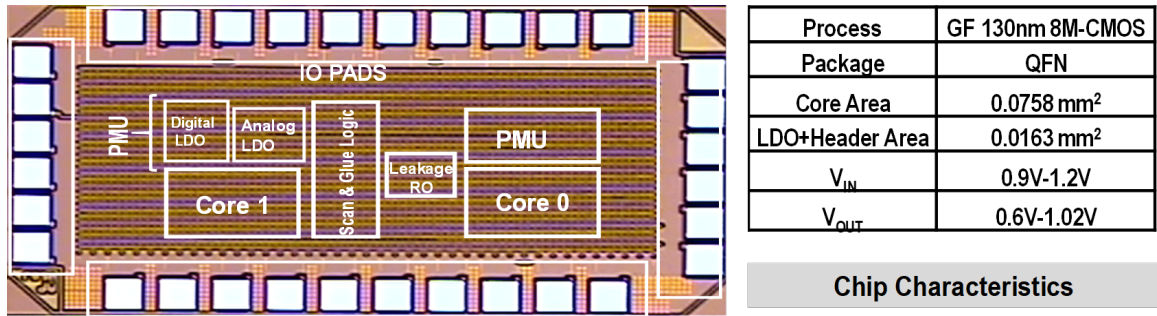 IO PADS
PMU
Digital
LDO
Analog
LDO
Scan & Glue Logic
Leakage
RO
PMU
Core 1
Core 0
Process GF 130nm 8M-CMOS
Package QFN
Core Area 0.0758 mm²
LDO+Header Area 0.0163 mm²
V_IN 0.9V-1.2V
V_OUT 0.6V-1.02V
Chip Characteristics